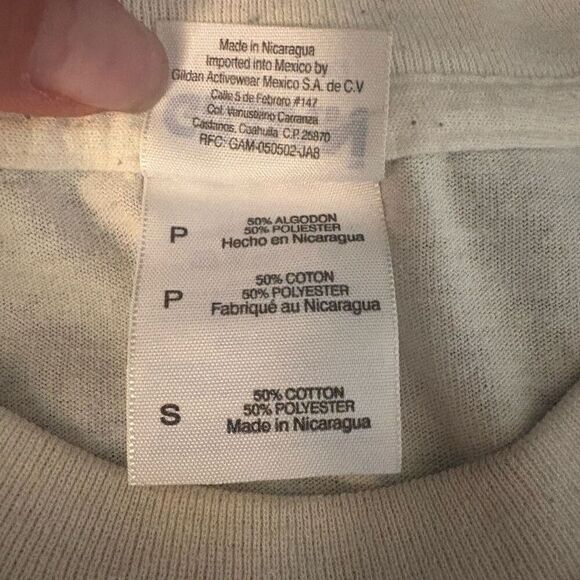 Made in Nicaragua
Imported into Mexico by
Gildan Activewear Mexico S.A. de C.V
Calle 5 de Febrero #147
Col. Venustiano Carranza
Castanos, Coahuila C.P. 25870
RFC: GAM-050502-JA8
P
50% ALGODON
50% POLIESTER
Hecho en Nicaragua
P
50% COTON
50% POLYESTER
Fabriqué au Nicaragua
S
50% COTTON
50% POLYESTER
Made in Nicaragua